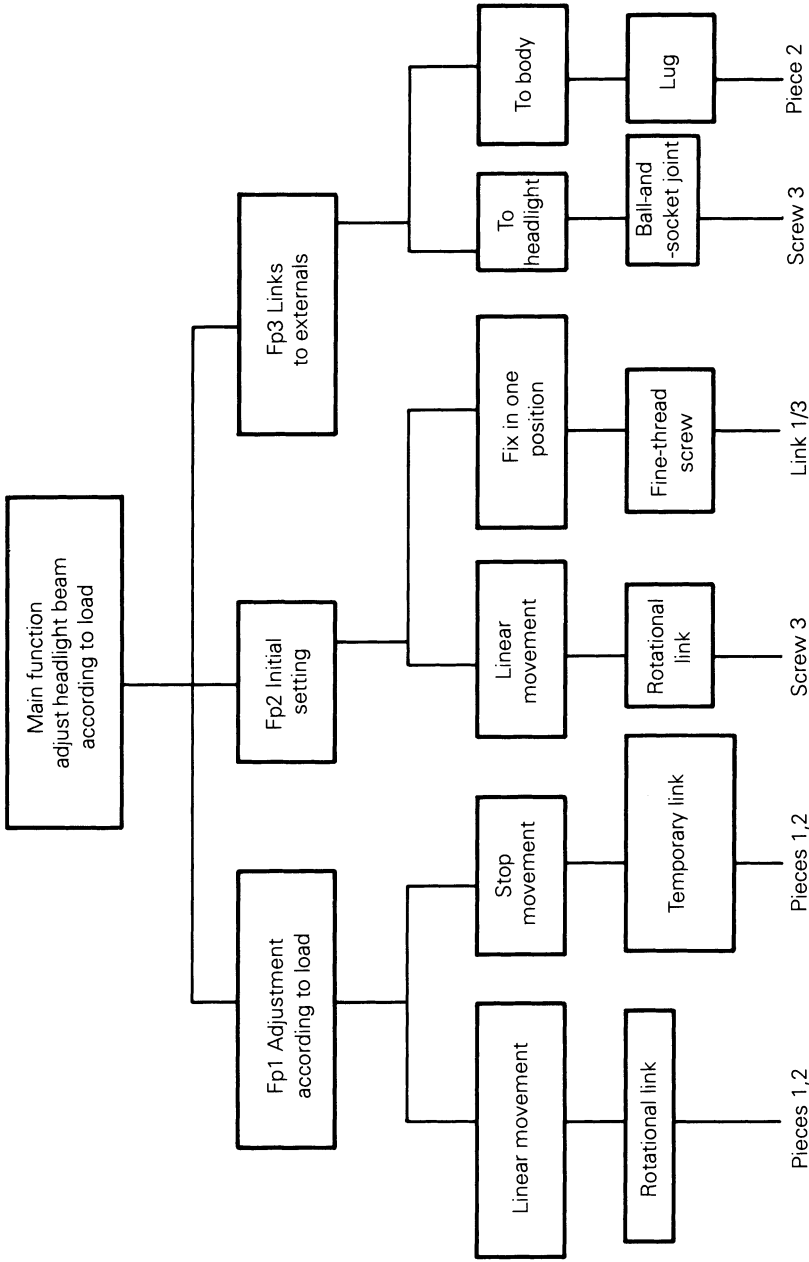 Main function
adjust headlight beam
according to load
Fp1 Adjustment
according to load
Fp2 Initial
setting
Fp3 Links
to externals
Linear movement
Stop
movement
Linear
movement
Fix in one
position
To
headlight
To body
Rotational link
Temporary link
Rotational
link
Fine-thread
screw
Ball-and
-socket joint
Lug
Pieces 1,2
Pieces 1,2
Screw 3
Link 1/3
Screw 3
Piece 2